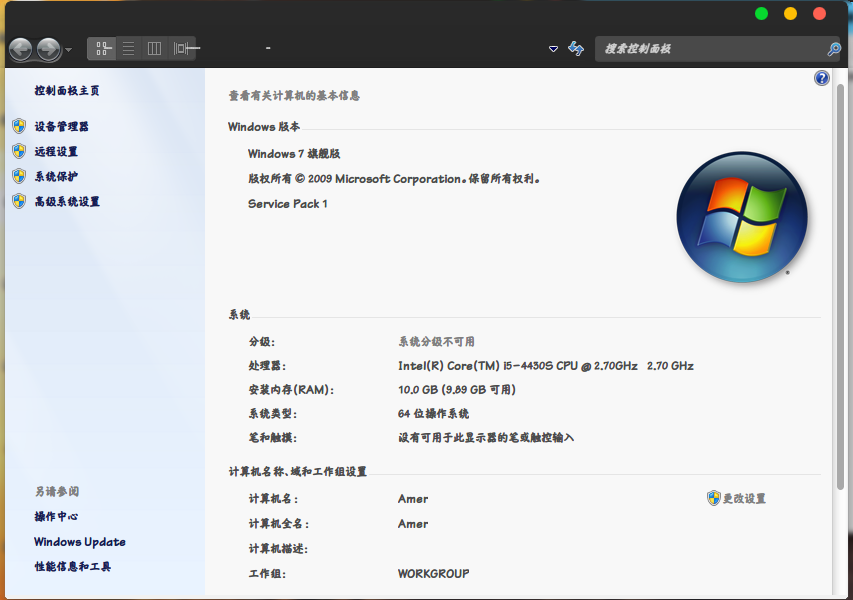 搜索控制面板
控制面板主页
设备管理器
远程设置
系统保护
高级系统设置
另请参阅
操作中心
Windows Update
性能信息和工具
查看有关计算机的基本信息
Windows 版本
Windows 7 旗舰版
版权所有 © 2009 Microsoft Corporation。保留所有权利。
Service Pack 1
系统
分级: 系统分级不可用
处理器: Intel(R) Core(TM) i5-4430S CPU @ 2.70GHz 2.70 GHz
安装内存(RAM): 10.0 GB (9.89 GB 可用)
系统类型: 64 位操作系统
笔和触摸: 没有可用于此显示器的笔或触控输入
计算机名称、域和工作组设置
计算机名: Amer 更改设置
计算机全名: Amer
计算机描述:
工作组: WORKGROUP